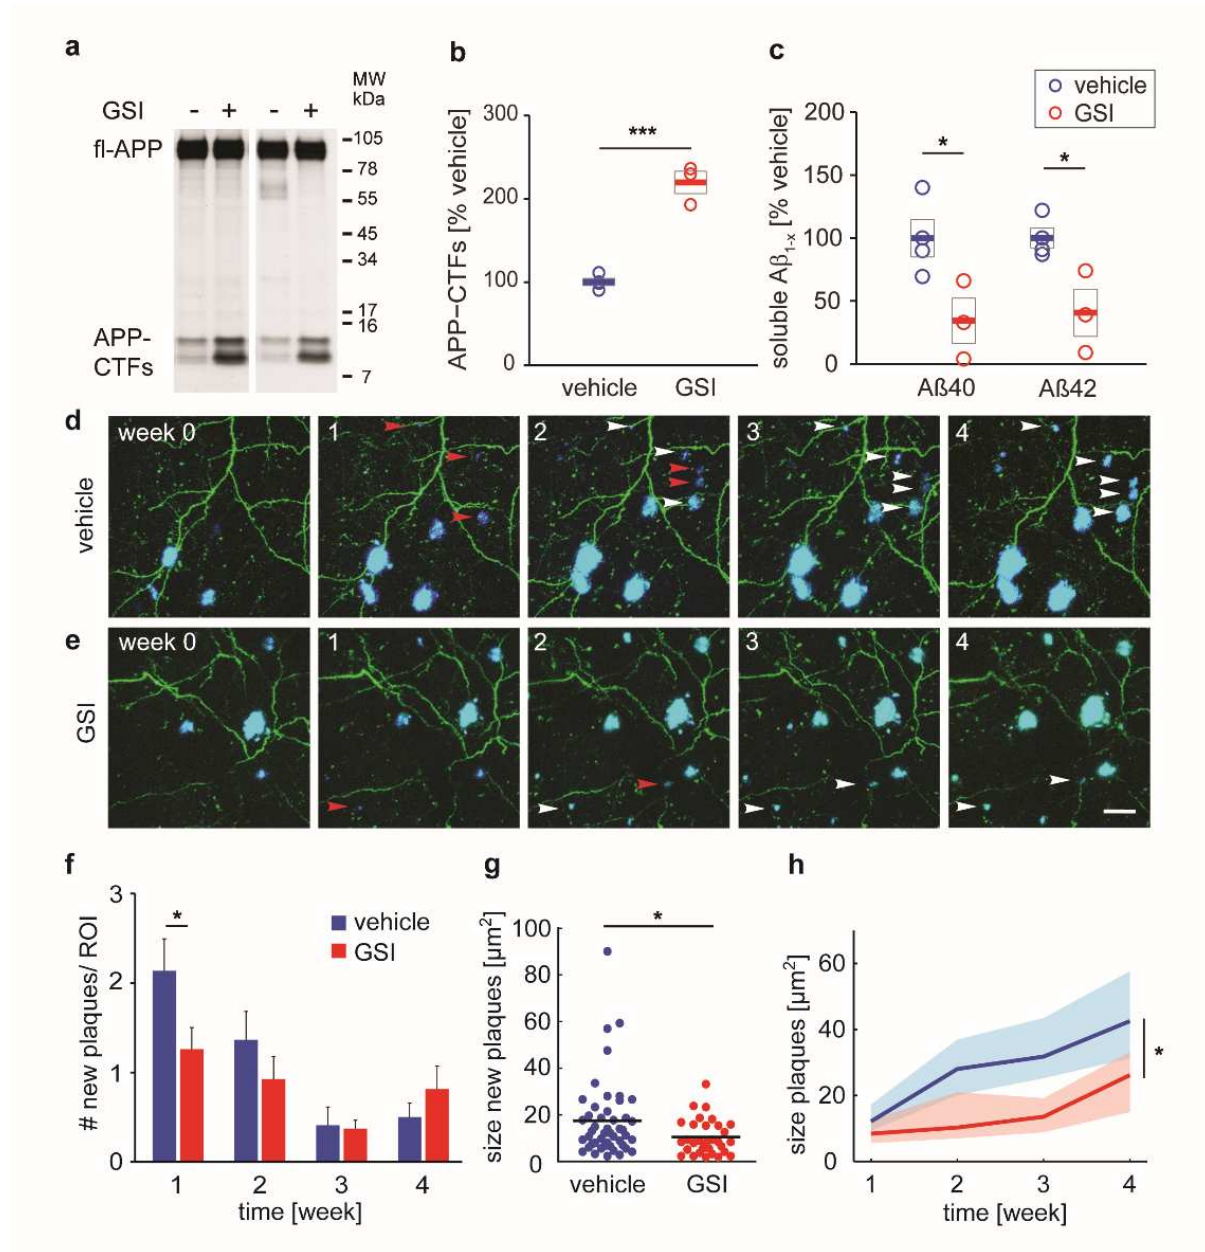 a
MW
kDa
GSI - + - +
fl-APP
105
78
55
45
34
17
16
7
APP-
CTFs
b
APP–CTFs [% vehicle]
300
200
100
0
***
vehicle GSI
c
vehicle
GSI
soluble Aβ1-x [% vehicle]
200
150
100
50
0
* *
Aß40 Aß42
d
vehicle
week 0 1 2 3 4
e
GSI
week 0 1 2 3 4
f
# new plaques/ ROI
3
2
1
0
*
vehicle
GSI
1 2 3 4
time [week]
g
size new plaques [µm²]
100
80
60
40
20
0
*
vehicle GSI
h
size plaques [µm²]
60
40
20
0
*
1 2 3 4
time [week]